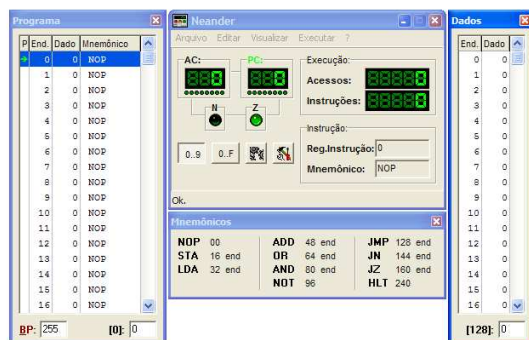 Programa
P End. Dado Mnemônico
0 0 NOP
1 0 NOP
2 0 NOP
3 0 NOP
4 0 NOP
5 0 NOP
6 0 NOP
7 0 NOP
8 0 NOP
9 0 NOP
10 0 NOP
11 0 NOP
12 0 NOP
13 0 NOP
14 0 NOP
15 0 NOP
16 0 NOP
BP: 255 [0]: 0
Neander
Arquivo Editar Visualizar Executar ?
AC: PC:
0 0
N Z
0..9 0..F
Execução:
Acessos: 0
Instruções: 0
Instrução:
Reg.Instrução: 0
Mnemônico: NOP
Ok.
Mnemônicos
NOP 00 ADD 48 end JMP 128 end
STA 16 end OR 64 end JN 144 end
LDA 32 end AND 80 end JZ 160 end
NOT 96 HLT 240
Dados
End. Dado
0 0
1 0
2 0
3 0
4 0
5 0
6 0
7 0
8 0
9 0
10 0
11 0
12 0
13 0
14 0
15 0
16 0
[128]: 0